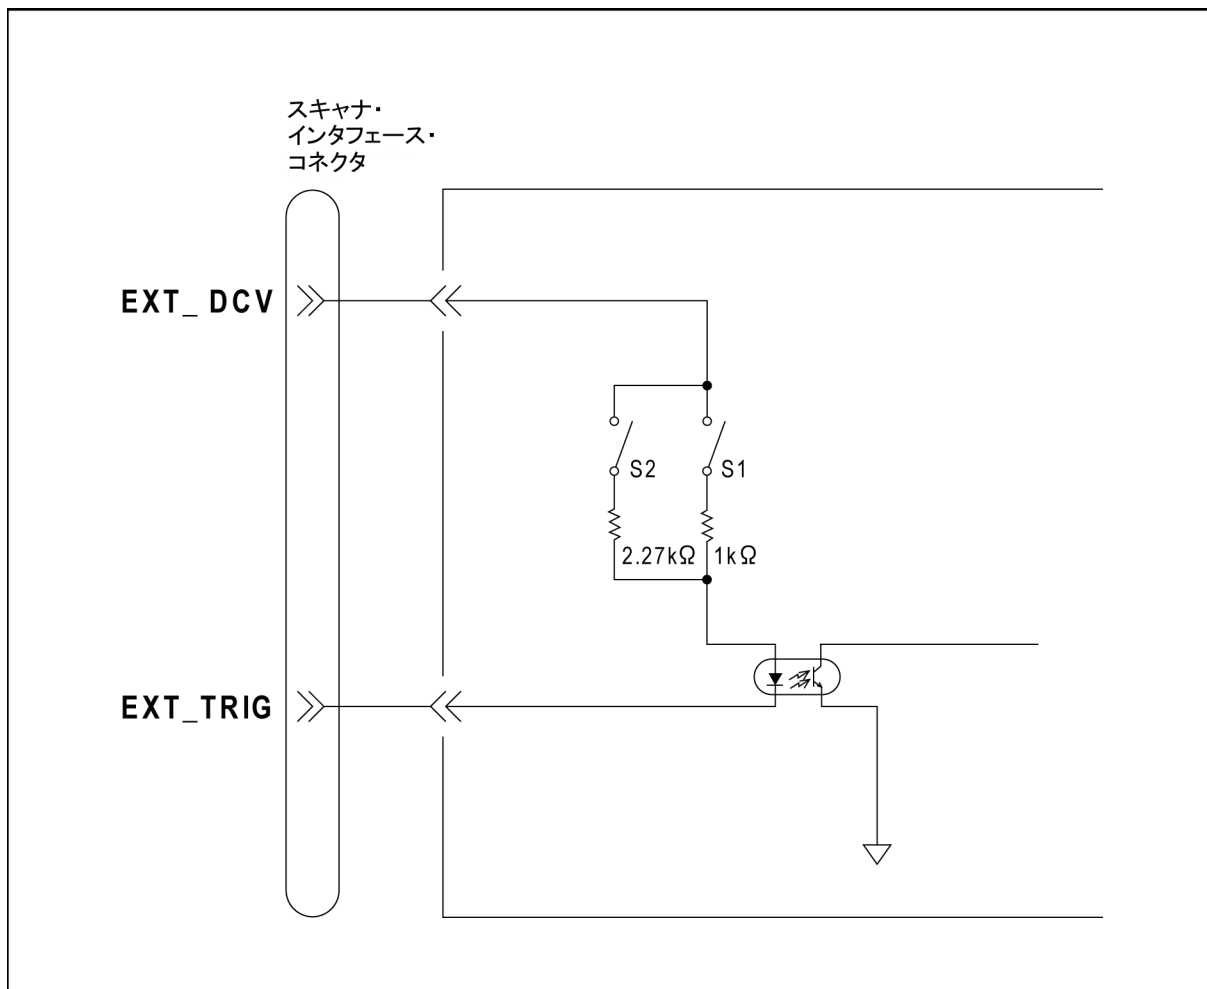 スキャナ・
インタフェース・
コネクタ
EXT_ DCV
S2
S1
2.27kΩ
1kΩ
EXT_TRIG